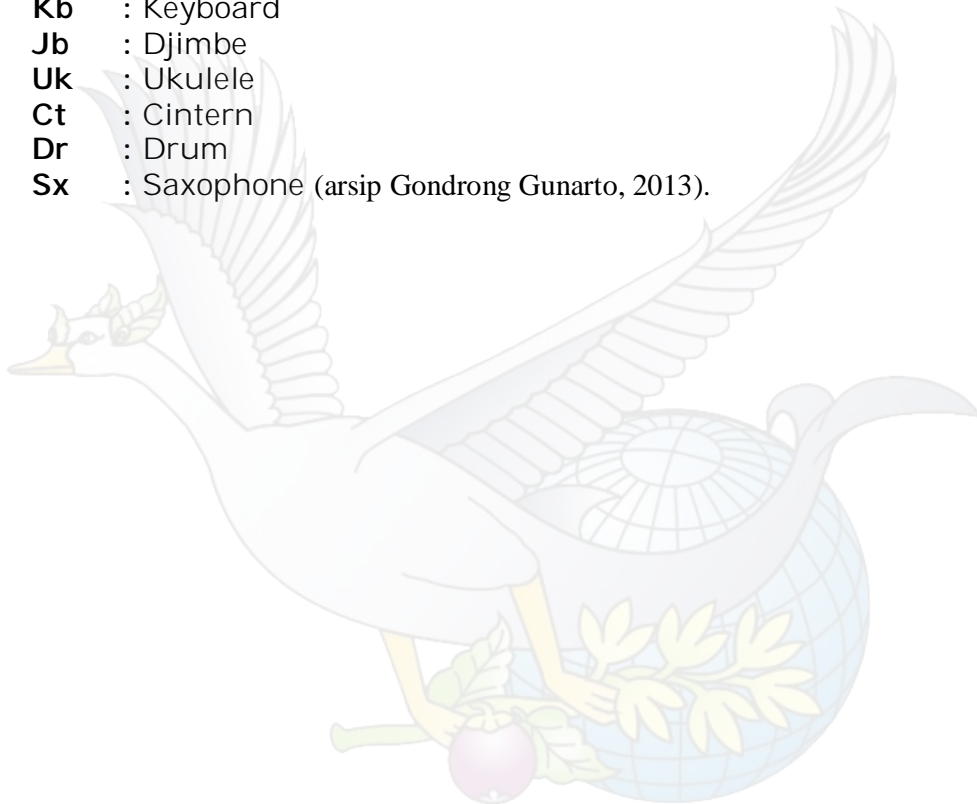 Kb : Keyboard
Jb : Djimbe
Uk : Ukulele
Ct : Cintern
Dr : Drum
Sx : Saxophone (arsip Gondrong Gunarto, 2013).